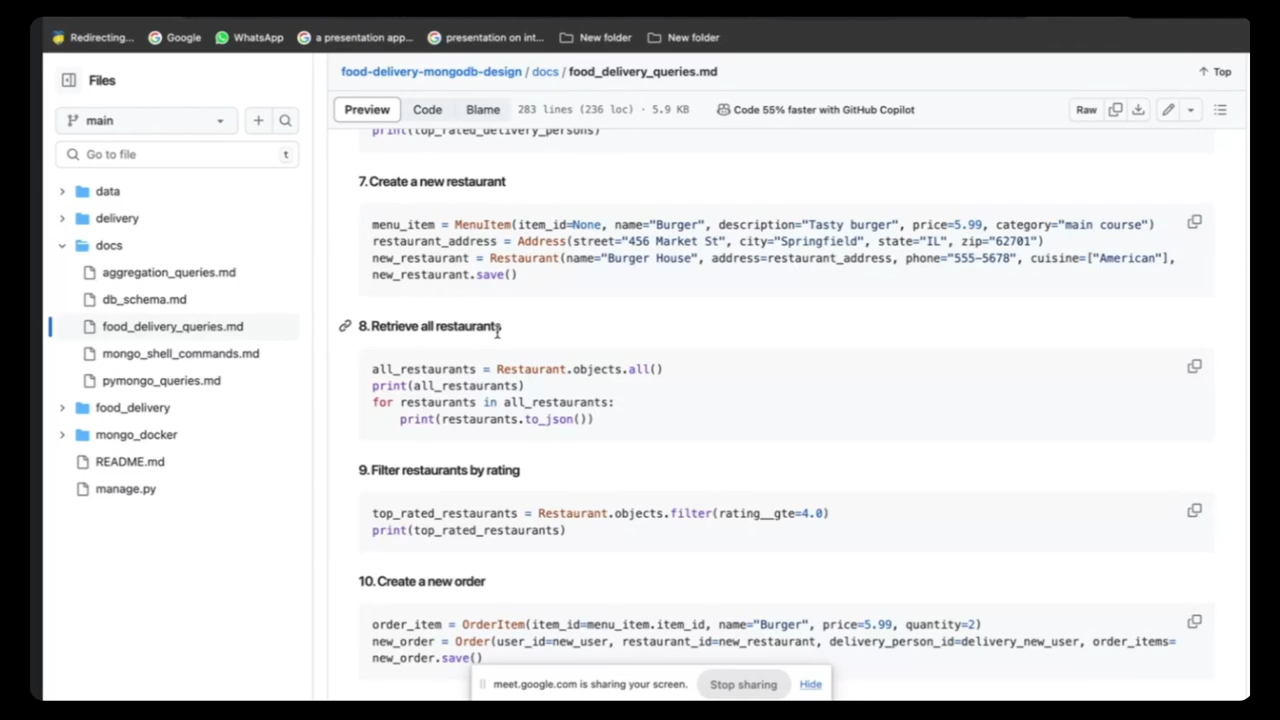 Redirecting... Google WhatsApp a presentation app... presentation on int... New folder New folder
Files
food-delivery-mongodb-design / docs / food_delivery_queries.md
Top
main
Preview Code Blame 283 lines (236 loc) · 5.9 KB Code 55% faster with GitHub Copilot Raw
Go to file t
data
delivery
docs
aggregation_queries.md
db_schema.md
food_delivery_queries.md
mongo_shell_commands.md
pymongo_queries.md
food_delivery
mongo_docker
README.md
manage.py
print(top_rated_delivery_persons)
7. Create a new restaurant
menu_item = MenuItem(item_id=None, name="Burger", description="Tasty burger", price=5.99, category="main course")
restaurant_address = Address(street="456 Market St", city="Springfield", state="IL", zip="62701")
new_restaurant = Restaurant(name="Burger House", address=restaurant_address, phone="555-5678", cuisine=["American"],
new_restaurant.save()
8. Retrieve all restaurants
all_restaurants = Restaurant.objects.all()
print(all_restaurants)
for restaurants in all_restaurants:
print(restaurants.to_json())
9. Filter restaurants by rating
top_rated_restaurants = Restaurant.objects.filter(rating__gte=4.0)
print(top_rated_restaurants)
10. Create a new order
order_item = OrderItem(item_id=menu_item.item_id, name="Burger", price=5.99, quantity=2)
new_order = Order(user_id=new_user, restaurant_id=new_restaurant, delivery_person_id=delivery_new_user, order_items=
new_order.save()
meet.google.com is sharing your screen. Stop sharing Hide